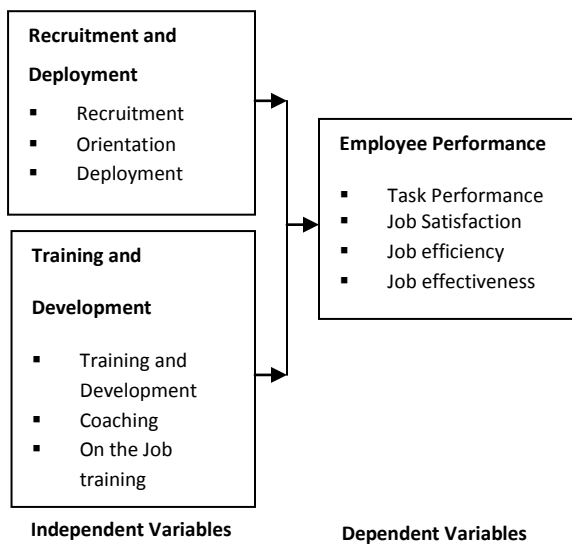 Recruitment and
Deployment
▪ Recruitment
▪ Orientation
▪ Deployment
Training and
Development
▪ Training and
Development
▪ Coaching
▪ On the Job
training
Independent Variables
Employee Performance
▪ Task Performance
▪ Job Satisfaction
▪ Job efficiency
▪ Job effectiveness
Dependent Variables